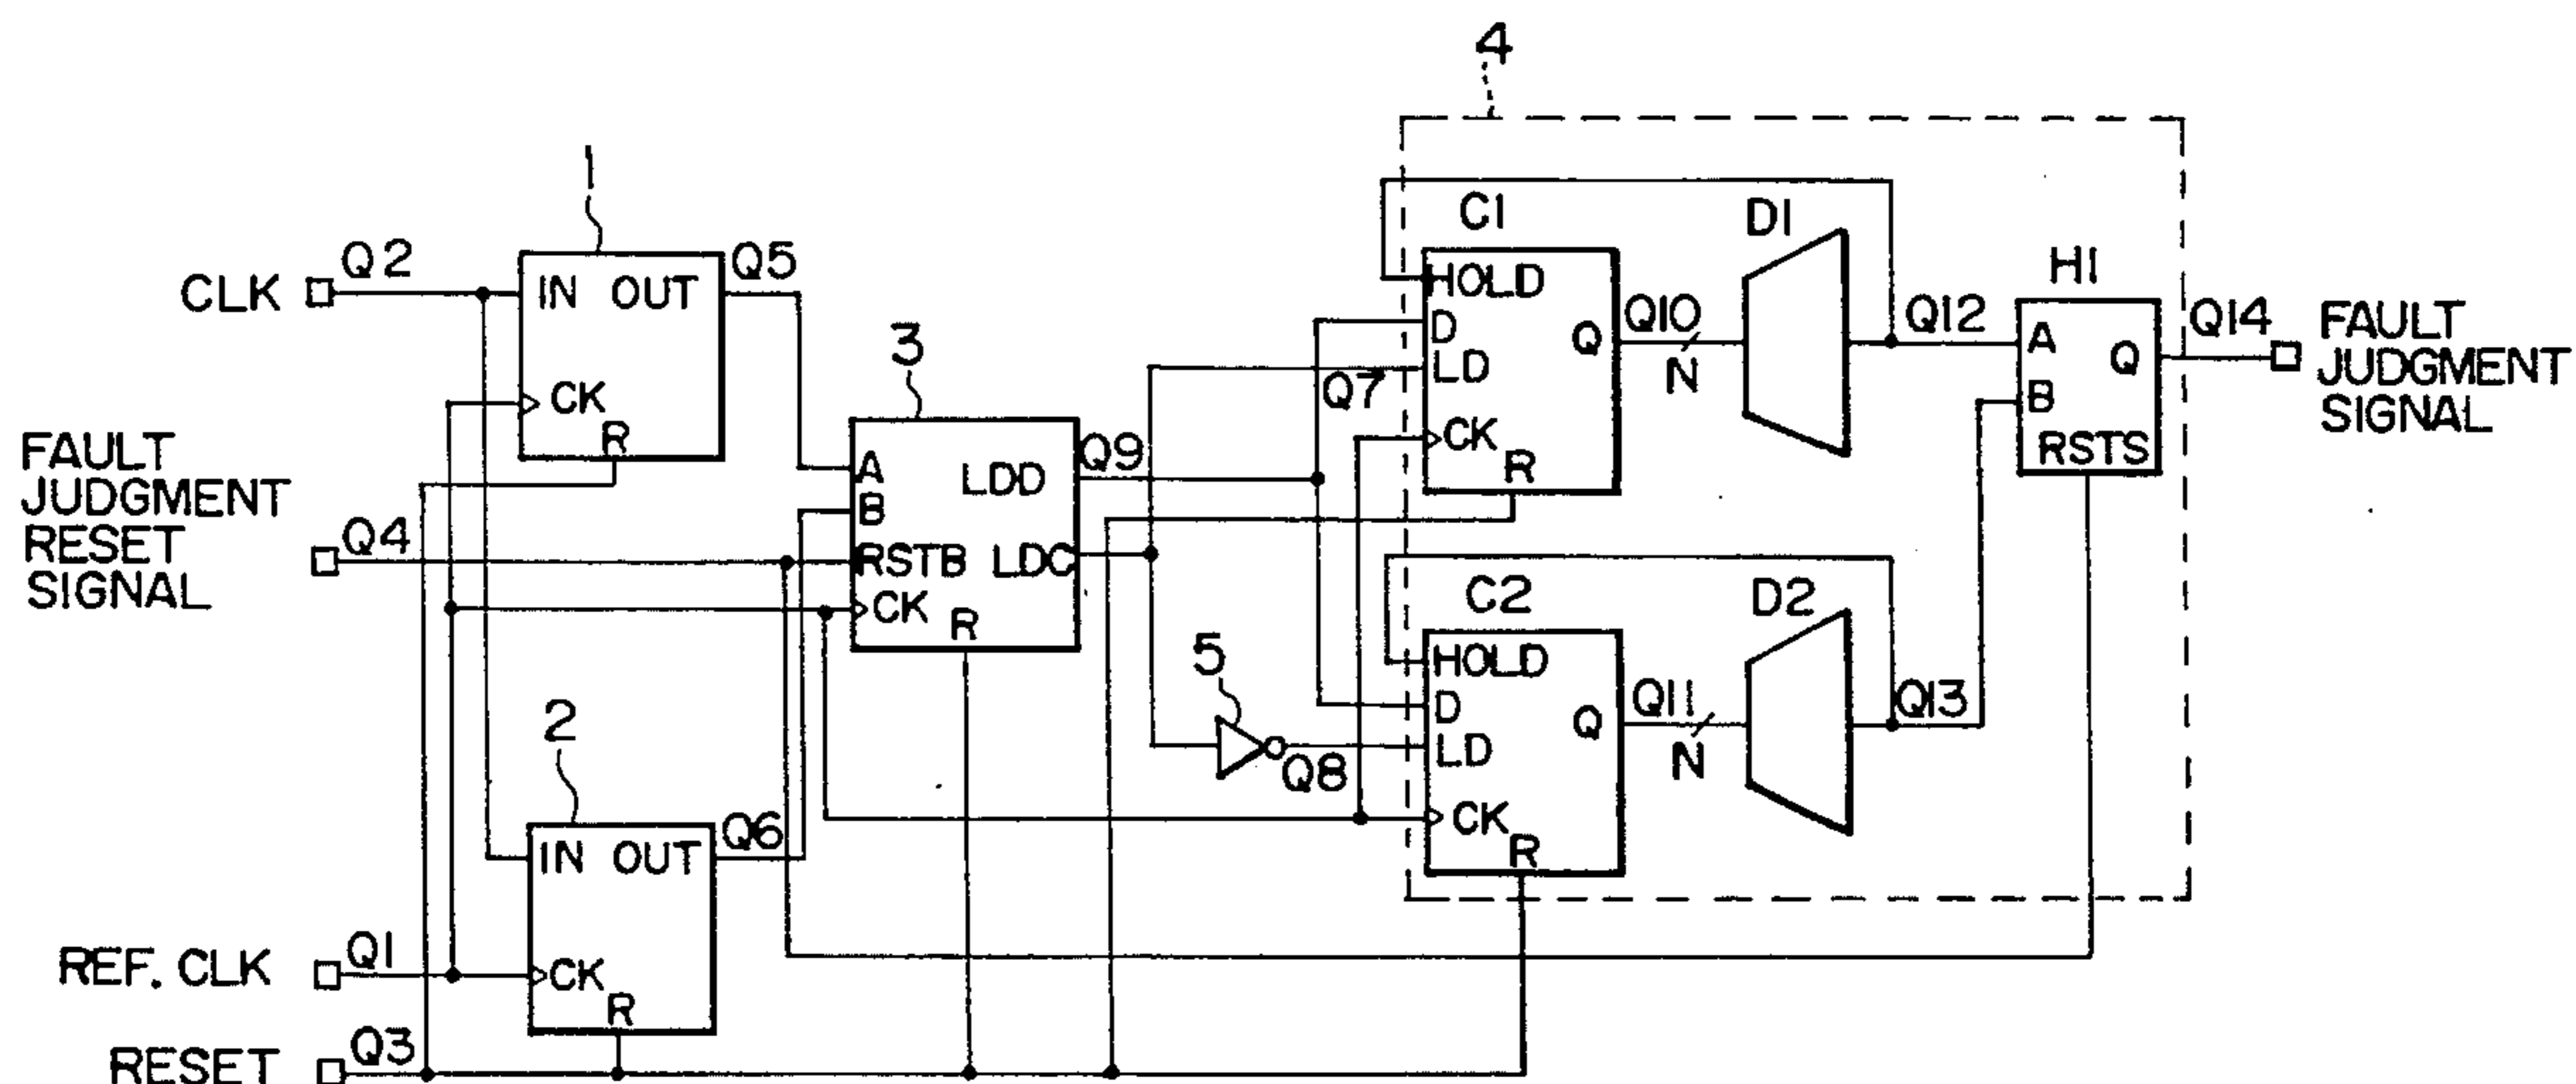 4
1
C1
D1
H1
CLK
Q2
IN OUT
Q5
CK
R
3
HOLD
D
LD
Q
CK
R
Q7
Q10
N
Q12
A
B
Q
RSTS
Q14
FAULT
JUDGMENT
SIGNAL
FAULT
JUDGMENT
RESET
SIGNAL
Q4
A
B
RSTB
CK
LDD
LDC
R
Q9
C2
D2
5
Q8
HOLD
D
LD
Q
CK
R
Q11
N
Q13
2
IN OUT
Q6
CK
R
REF. CLK
Q1
RESET
Q3